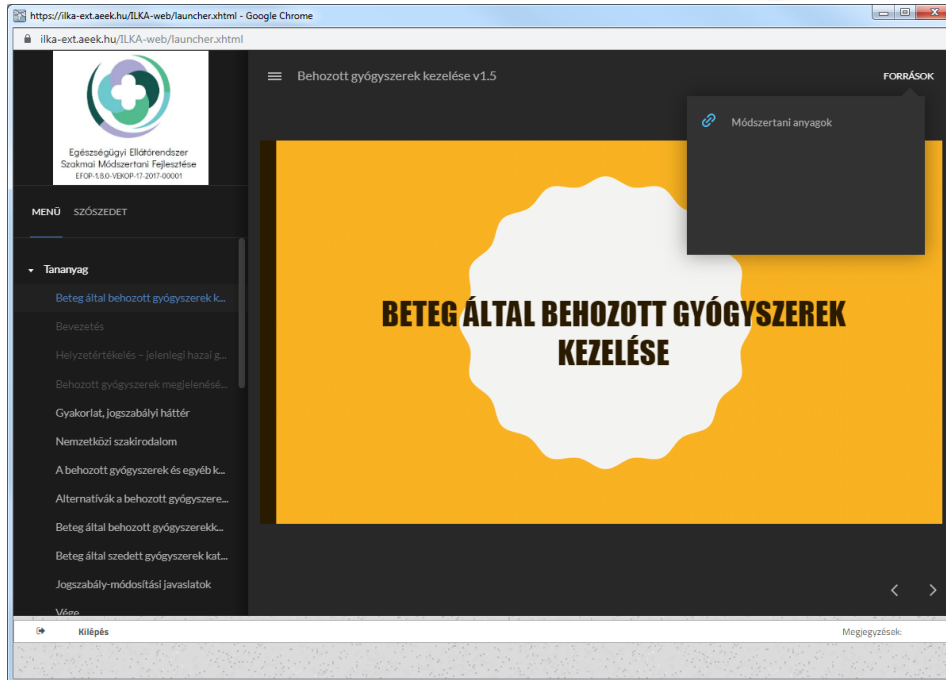 https://ilka-ext.aeek.hu/ILKA-web/launcher.xhtml - Google Chrome
ilka-ext.aeek.hu/ILKA-web/launcher.xhtml
Egészségügyi Ellátórendszer
Szakmai Módszertani Fejlesztése
EFOP-1.8.0-VEKOP-17-2017-00001
MENÜ SZÓSZEDET
Tananyag
Beteg által behozott gyógyszerek k...
Bevezetés
Helyzetértékelés – jelenlegi hazai g...
Behozott gyógyszerek megjelenésé...
Gyakorlat, jogszabályi háttér
Nemzetközi szakirodalom
A behozott gyógyszerek és egyéb k...
Alternatívák a behozott gyógyszere...
Beteg által behozott gyógyszerekk...
Beteg által szedett gyógyszerek kat...
Jogszabály-módosítási javaslatok
Vége
Behozott gyógyszerek kezelése v1.5
FORRÁSOK
Módszertani anyagok
BETEG ÁLTAL BEHOZOTT GYÓGYSZEREK
KEZELÉSE
Kilépés
Megjegyzések: